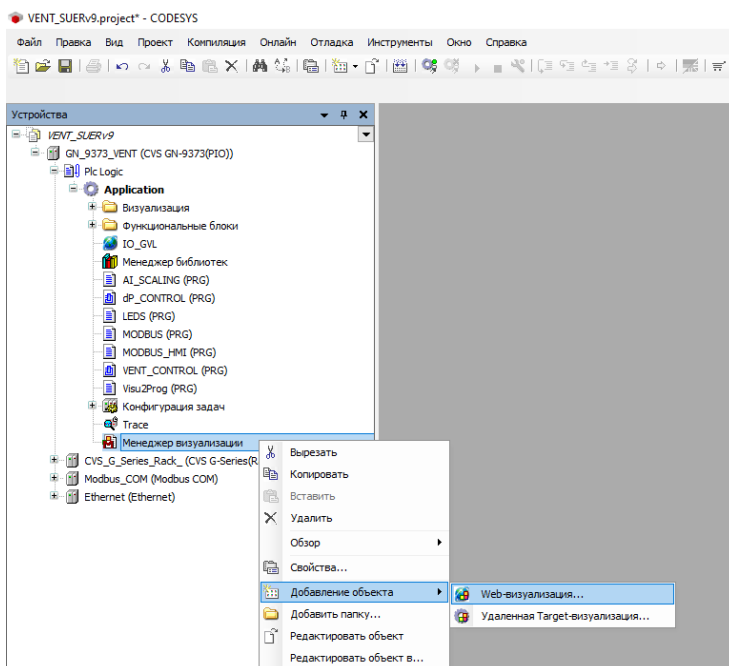 VENT_SUERv9.project* - CODESYS
Файл Правка Вид Проект Компиляция Онлайн Отладка Инструменты Окно Справка
Устройства
VENT_SUERv9
GN_9373_VENT (CVS GN-9373(PIO))
Plc Logic
Application
Визуализация
Функциональные блоки
IO_GVL
Менеджер библиотек
AI_SCALING (PRG)
dP_CONTROL (PRG)
LEDS (PRG)
MODBUS (PRG)
MODBUS_HMI (PRG)
VENT_CONTROL (PRG)
Visu2Prog (PRG)
Конфигурация задач
Trace
Менеджер визуализации
CVS_G_Series_Rack_ (CVS G-Series(R
Modbus_COM (Modbus COM)
Ethernet (Ethernet)
Вырезать
Копировать
Вставить
Удалить
Обзор
Свойства...
Добавление объекта
Добавить папку...
Редактировать объект
Редактировать объект в...
Web-визуализация...
Удаленная Target-визуализация...